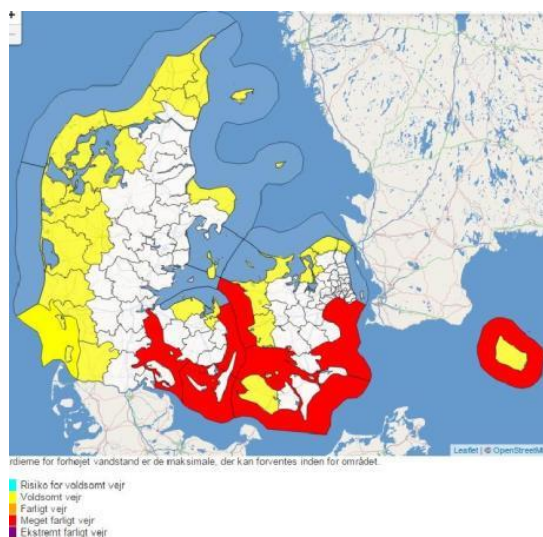 +
Leaflet | © OpenStreetM
rdierne for forhøjet vandstand er de maksimale, der kan forventes inden for området.
Risiko for voldsomt vejr
Voldsomt vejr
Farligt vejr
Meget farligt vejr
Ekstremt farligt vejr